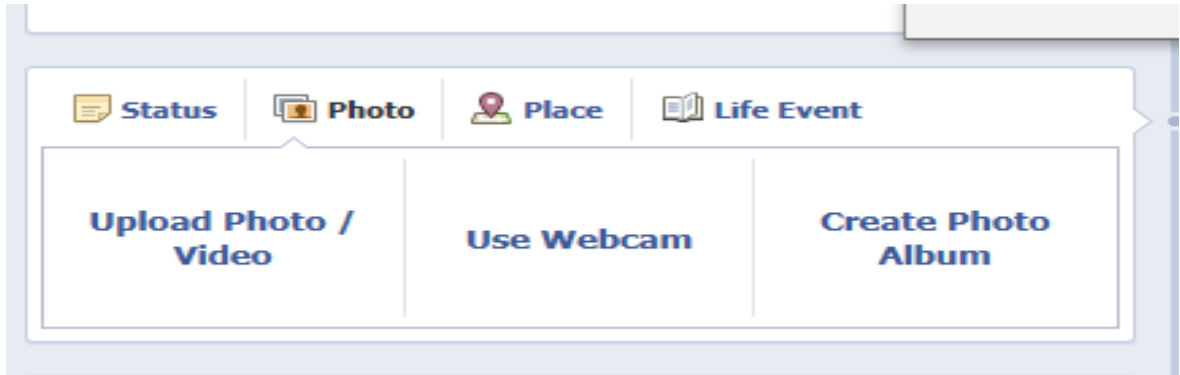 Status Photo Place Life Event
Upload Photo /
Video
Use Webcam
Create Photo
Album